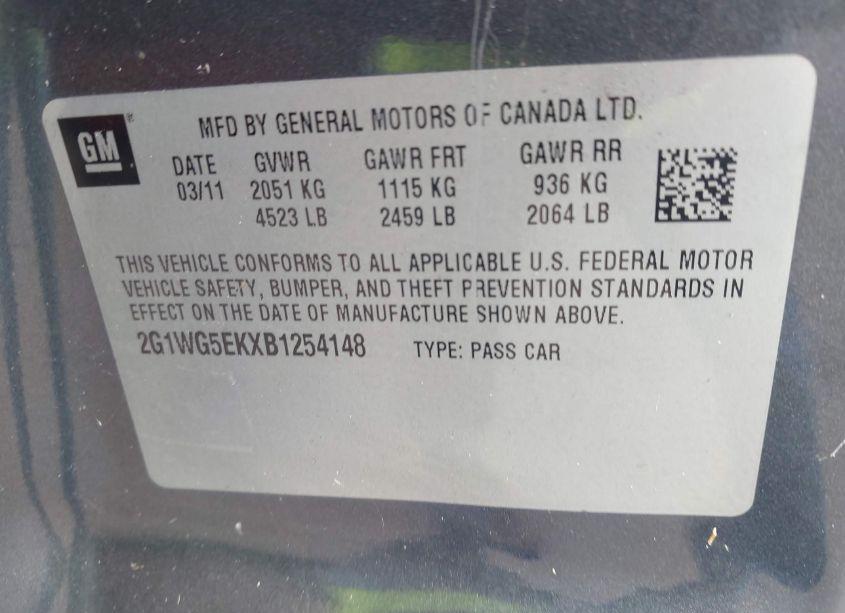 GM
MFD BY GENERAL MOTORS OF CANADA LTD.
DATE GVWR GAWR FRT GAWR RR
03/11 2051 KG 1115 KG 936 KG
4523 LB 2459 LB 2064 LB
THIS VEHICLE CONFORMS TO ALL APPLICABLE U.S. FEDERAL MOTOR
VEHICLE SAFETY, BUMPER, AND THEFT PREVENTION STANDARDS IN
EFFECT ON THE DATE OF MANUFACTURE SHOWN ABOVE.
2G1WG5EKXB1254148 TYPE: PASS CAR